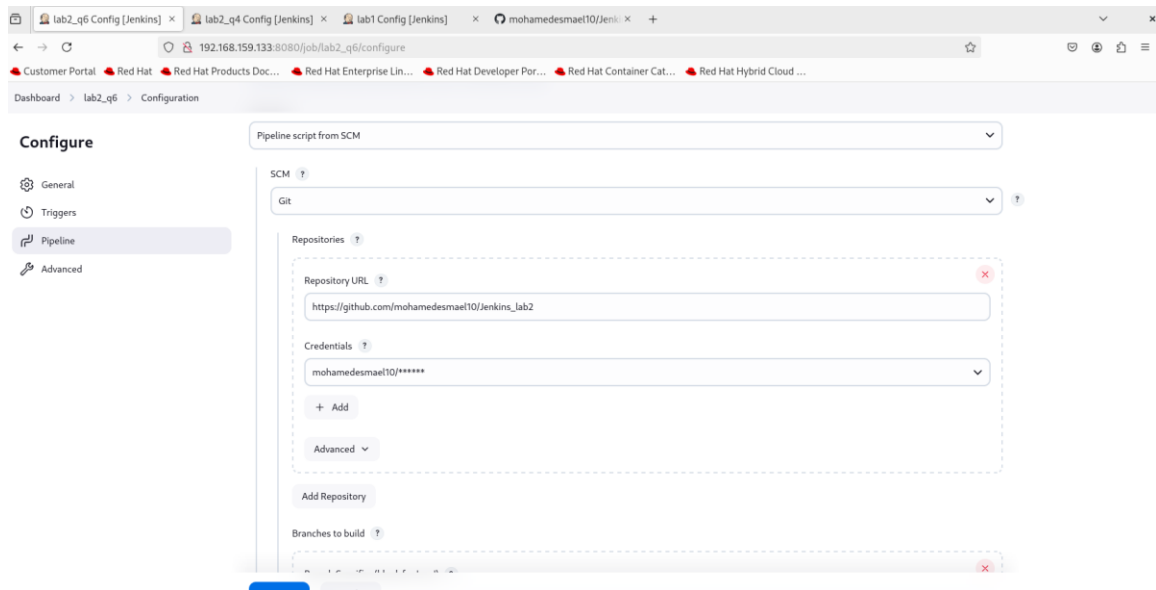 lab2_q6 Config [Jenkins]
lab2_q4 Config [Jenkins]
lab1 Config [Jenkins]
mohamedesmael10/Jenk
192.168.159.133:8080/job/lab2_q6/configure
Customer Portal Red Hat Red Hat Products Doc... Red Hat Enterprise Lin... Red Hat Developer Por... Red Hat Container Cat... Red Hat Hybrid Cloud ...
Dashboard > lab2_q6 > Configuration
Configure
General
Triggers
Pipeline
Advanced
Pipeline script from SCM
SCM ?
Git
?
Repositories ?
Repository URL ?
https://github.com/mohamedesmael10/Jenkins_lab2
Credentials ?
mohamedesmael10/******
+ Add
Advanced
Add Repository
Branches to build ?